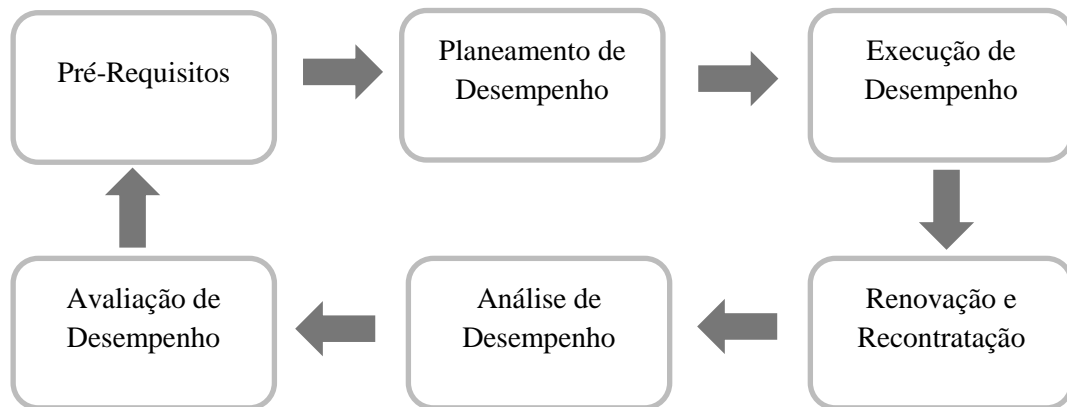 Pré-Requisitos
Planeamento de
Desempenho
Execução de
Desempenho
Avaliação de
Desempenho
Análise de
Desempenho
Renovação e
Recontratação